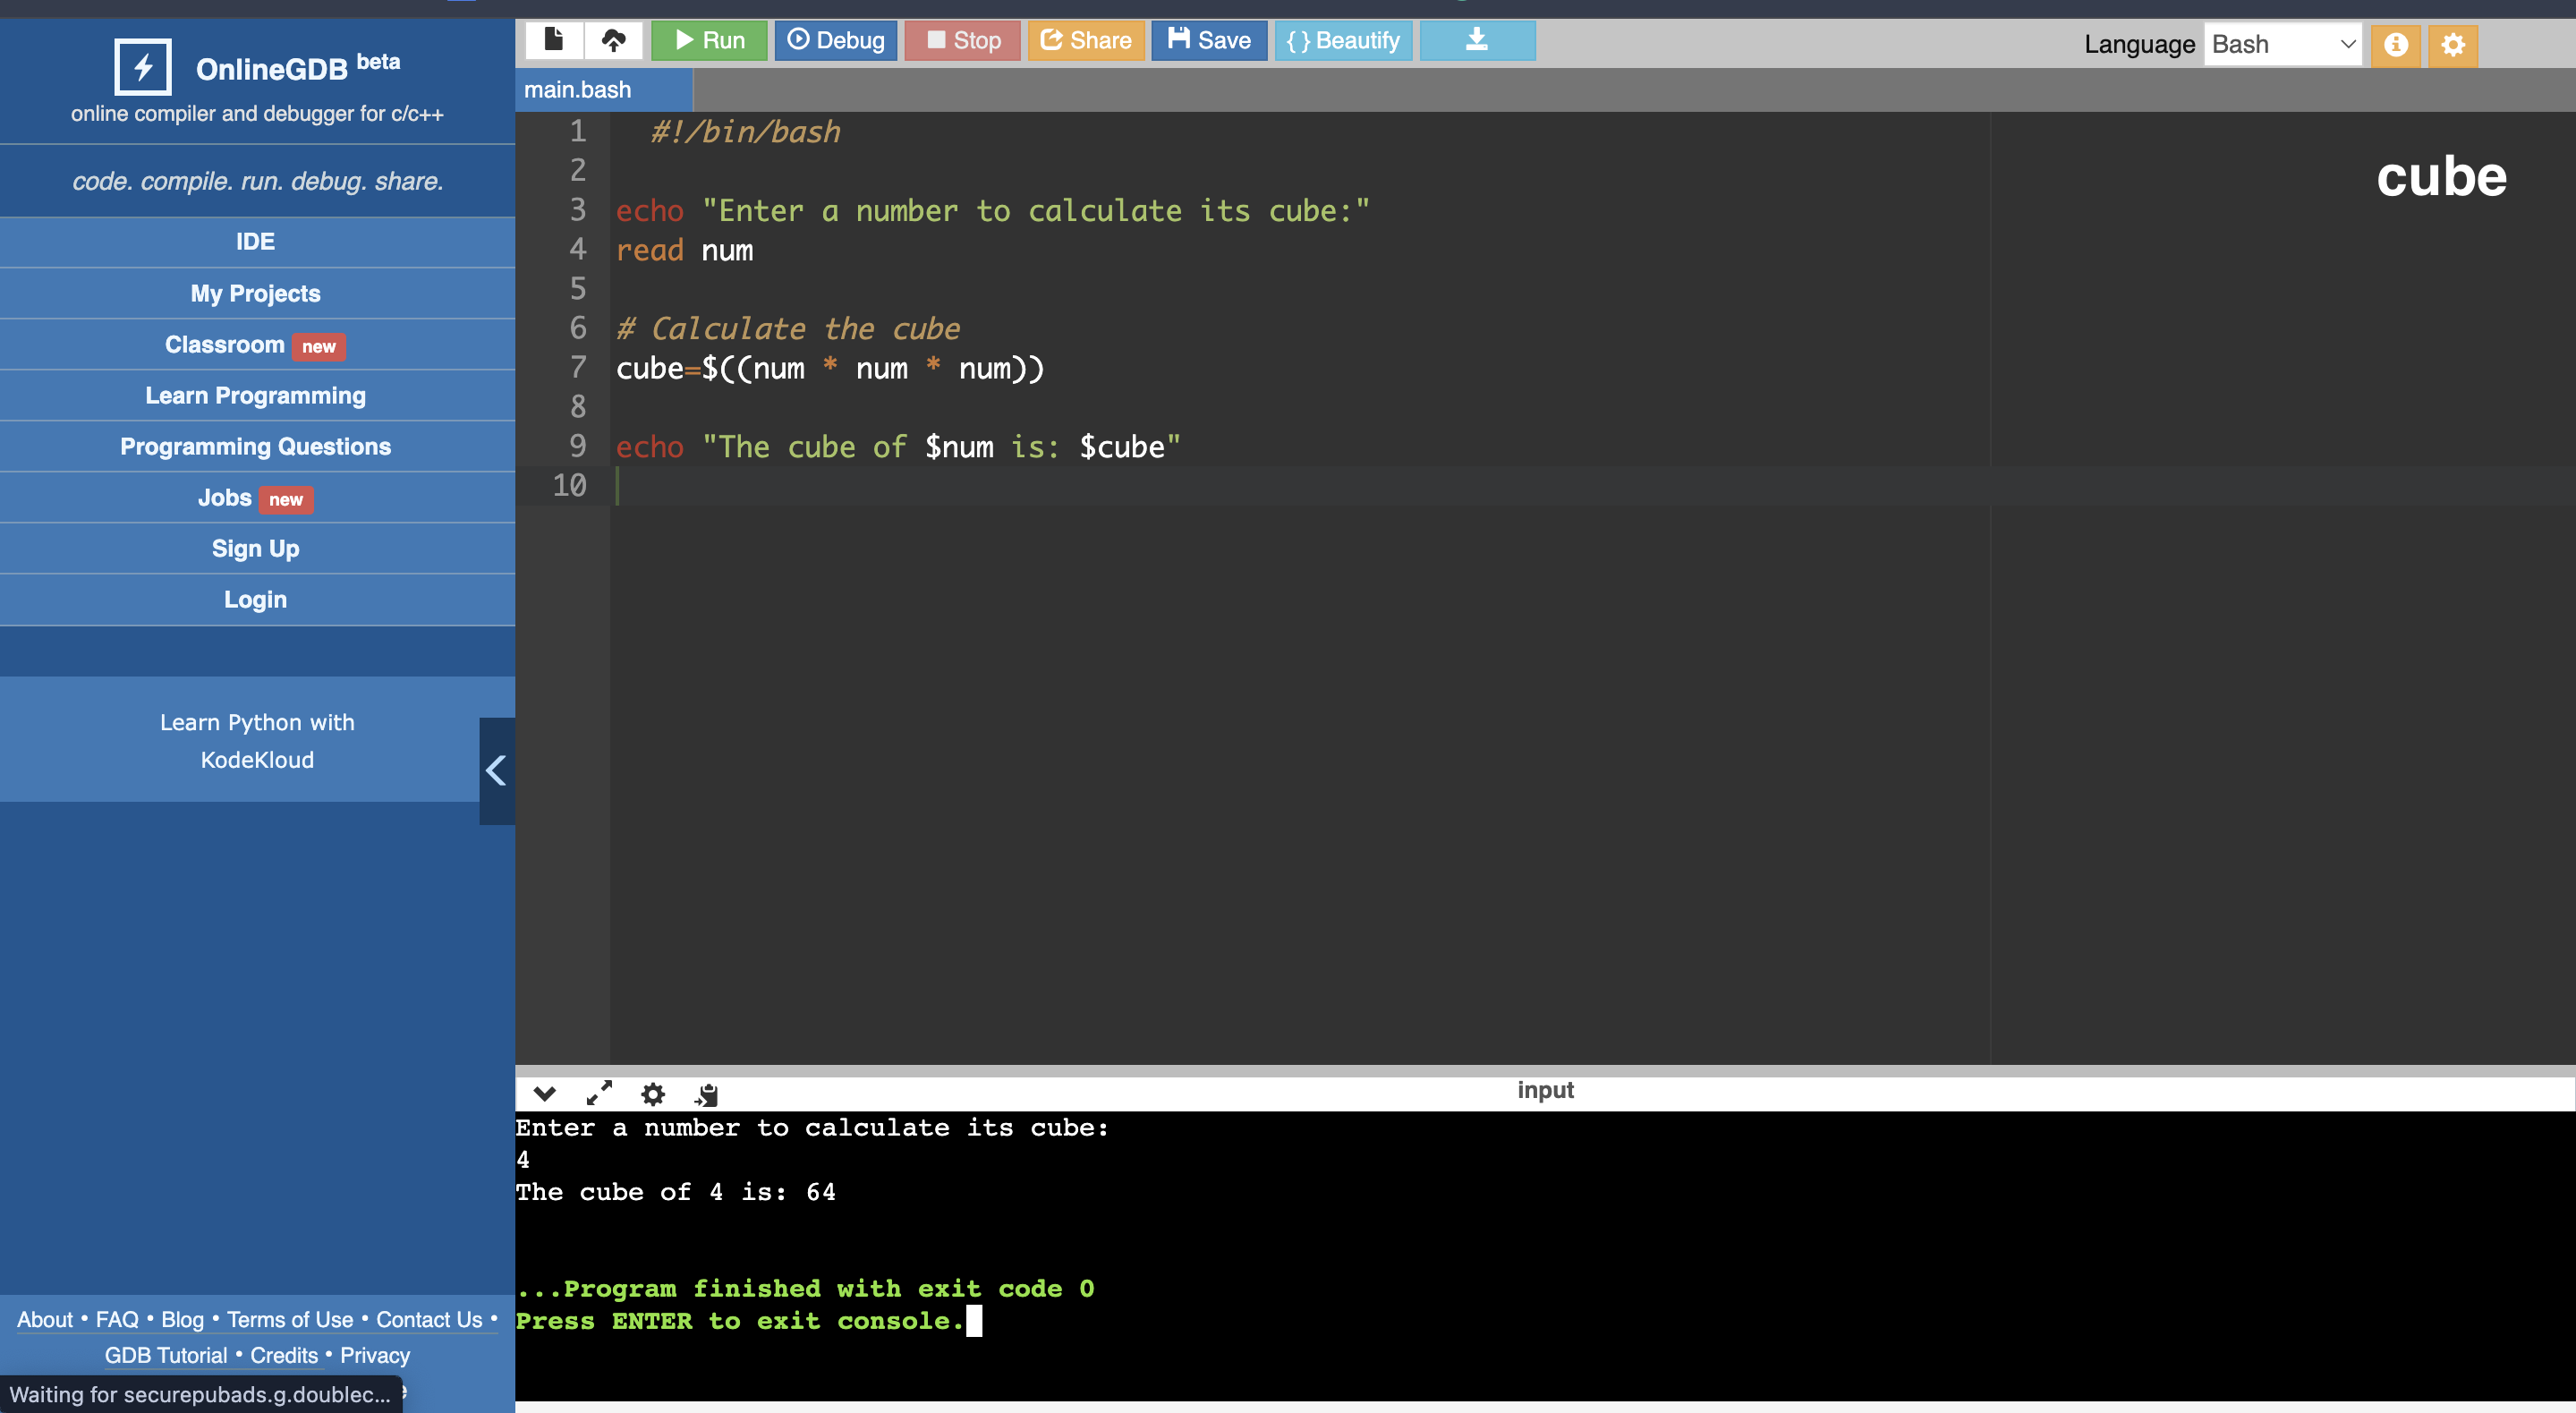 OnlineGDB beta
online compiler and debugger for c/c++
code. compile. run. debug. share.
IDE
My Projects
Classroom new
Learn Programming
Programming Questions
Jobs new
Sign Up
Login
Learn Python with
KodeKloud
About • FAQ • Blog • Terms of Use • Contact Us •
GDB Tutorial • Credits • Privacy
Waiting for securepubads.g.doublec...
Run Debug Stop Share Save {} Beautify
Language Bash
main.bash
1 #!/bin/bash
2
3 echo "Enter a number to calculate its cube:"
4 read num
5
6 # Calculate the cube
7 cube=$((num * num * num))
8
9 echo "The cube of $num is: $cube"
10
cube
input
Enter a number to calculate its cube:
4
The cube of 4 is: 64
...Program finished with exit code 0
Press ENTER to exit console.